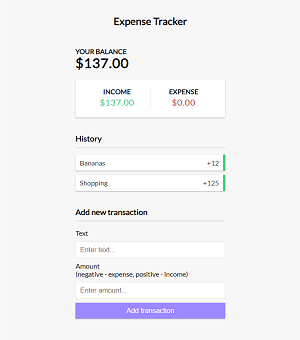 Expense Tracker
YOUR BALANCE
$137.00
INCOME EXPENSE
$137.00 $0.00
History
Bananas +12
Shopping +125
Add new transaction
Text
Enter text...
Amount
(negative - expense, positive - income)
Enter amount...
Add transaction